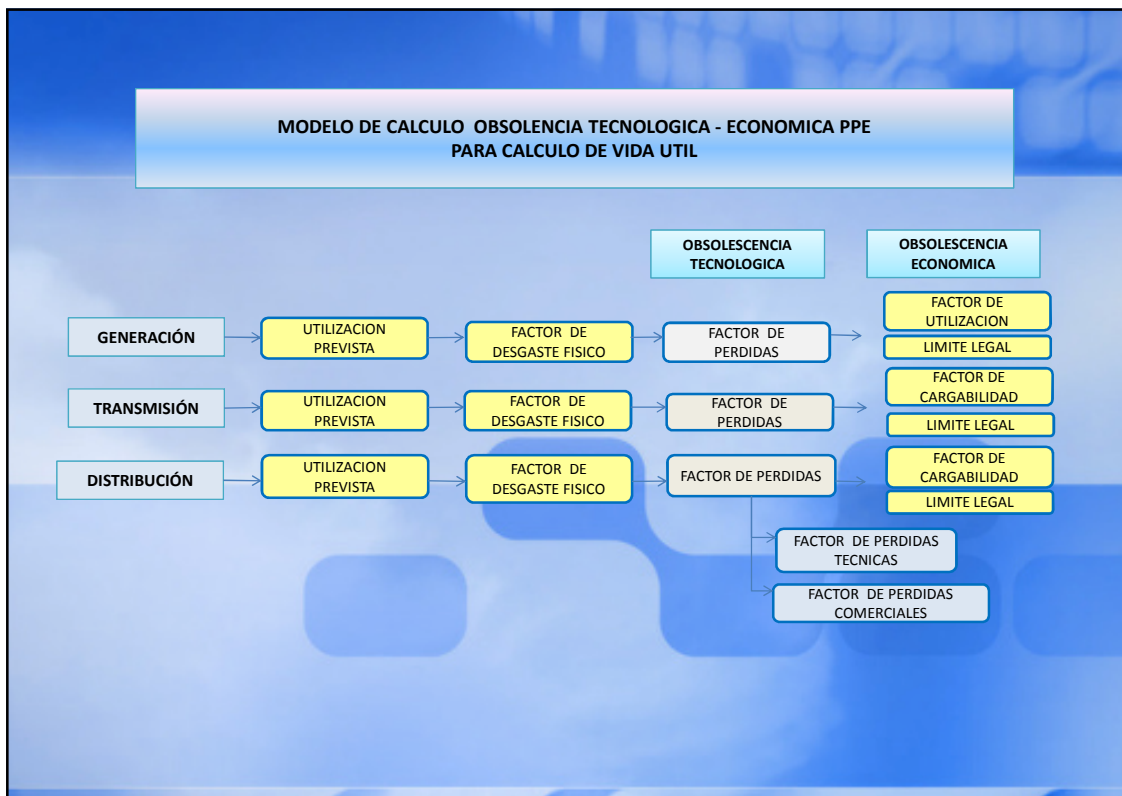 MODELO DE CALCULO OBSOLENCIA TECNOLOGICA - ECONOMICA PPE
PARA CALCULO DE VIDA UTIL
OBSOLESCENCIA
TECNOLÓGICA
OBSOLESCENCIA
ECONÓMICA
GENERACIÓN
UTILIZACION
PREVISTA
FACTOR DE
DESGASTE FISICO
FACTOR DE
PERDIDAS
FACTOR DE
UTILIZACION
LIMITE LEGAL
TRANSMISIÓN
UTILIZACION
PREVISTA
FACTOR DE
DESGASTE FISICO
FACTOR DE
PERDIDAS
FACTOR DE
CARGABILIDAD
LIMITE LEGAL
DISTRIBUCIÓN
UTILIZACION
PREVISTA
FACTOR DE
DESGASTE FISICO
FACTOR DE PERDIDAS
FACTOR DE
CARGABILIDAD
LIMITE LEGAL
FACTOR DE PERDIDAS
TECNICAS
FACTOR DE PERDIDAS
COMERCIALES